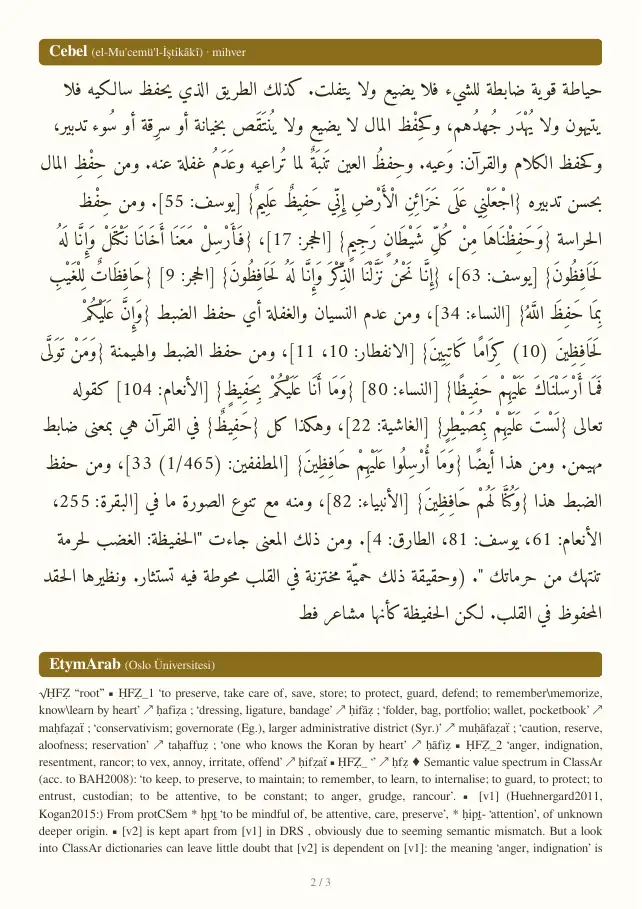 Cebel (el-Mu'cemü'l-İştikâkî) · mihver
حياطة قوية ضابطة للشيء فلا يضيع ولا يتفلت. كذلك الطريق الذي يحفظ سالكيه فلا
يتيهون ولا يُهْدَر جُهدُهم، وكحِفْظ المال لا يضيع ولا يُنتَقَص بخيانة أو سرِقة أو سُوء تدبير،
وكحفظ الكلام والقرآن: وَعيه. وحِفظُ العين تَنبَةٌ لما تُراعيه وعَدَمُ غفلة عنه. ومن حِفْظِ المال
بحسن تدبيره {اجْعَلْنِي عَلَى خَزَائِنِ الْأَرْضِ إِنِّي حَفِيظٌ عَلِيمٌ} [يوسف: 55]. ومن حِفْظ
الحراسة {وَحَفِظْنَاهَا مِنْ كُلِّ شَيْطَانٍ رَجِيمٍ} [الحجر: 17]، {فَأَرْسِلْ مَعَنَا أَخَانَا نَكْتَلْ وَإِنَّا لَهُ
لَحَافِظُونَ} [يوسف: 63]، {إِنَّا نَحْنُ نَزَّلْنَا الذِّكْرَ وَإِنَّا لَهُ لَحَافِظُونَ} [الحجر: 9] {حَافِظَاتٌ لِلْغَيْبِ
بِمَا حَفِظَ اللَّهُ} [النساء: 34]، ومن عدم النسيان والغفلة أي حفظ الضبط {وَإِنَّ عَلَيْكُمْ
لَحَافِظِينَ (10) كِرَامًا كَاتِبِينَ} [الانفطار: 10، 11]، ومن حفظ الضبط والهيمنة {وَمَنْ تَوَلَّى
فَمَا أَرْسَلْنَاكَ عَلَيْهِمْ حَفِيظًا} [النساء: 80] {وَمَا أَنَا عَلَيْكُمْ بِحَفِيظٍ} [الأنعام: 104] كقوله
تعالى {لَسْتَ عَلَيْهِمْ بِمُصَيْطِرٍ} [الغاشية: 22]، وهكذا كل {حَفِيظٌ} في القرآن هي بمعنى ضابط
مهيمن. ومن هذا أيضًا {وَمَا أُرْسِلُوا عَلَيْهِمْ حَافِظِينَ} [المطففين: (1/465) 33]، ومن حفظ
الضبط هذا {وَكُنَّا لَهُمْ حَافِظِينَ} [الأنبياء: 82]، ومنه مع تنوع الصورة ما في [البقرة: 255،
الأنعام: 61، يوسف: 81، الطارق: 4]. ومن ذلك المعنى جاءت "الحفيظة: الغضب لحرمة
تنتهك من حرماتك ". (وحقيقة ذلك حميّة مختزنة في القلب محوطة فيه تستثار. ونظيرها الحقد
المحفوظ في القلب. لكن الحفيظة كأنها مشاعر فط
EtymArab (Oslo Üniversitesi)
√ḤFẒ “root” ▪ ḤFẒ_1 ‘to preserve, take care of, save, store; to protect, guard, defend; to remember\memorize,
know\learn by heart’ ↗ ḥafiẓa ; ‘dressing, ligature, bandage’ ↗ ḥifāẓ ; ‘folder, bag, portfolio; wallet, pocketbook’ ↗
maḥfaẓaẗ ; ‘conservativism; governorate (Eg.), larger administrative district (Syr.)’ ↗ muḥāfaẓaẗ ; ‘caution, reserve,
aloofness; reservation’ ↗ taḥaffuẓ ; ‘one who knows the Koran by heart’ ↗ ḥāfiẓ ▪ ḤFẒ_2 ‘anger, indignation,
resentment, rancor; to vex, annoy, irritate, offend’ ↗ ḥifẓaẗ ▪ ḤFẒ_ ‘’ ↗ ḥfẓ ♦ Semantic value spectrum in ClassAr
(acc. to BAH2008): ‘to keep, to preserve, to maintain; to remember, to learn, to internalise; to guard, to protect; to
entrust, custodian; to be attentive, to be constant; to anger, grudge, rancour’. ▪ [v1] (Huehnergard2011,
Kogan2015:) From protCSem * ḥpṭ ‘to be mindful of, be attentive, care, preserve’, * ḥipṭ- ‘attention’, of unknown
deeper origin. ▪ [v2] is kept apart from [v1] in DRS , obviously due to seeming semantic mismatch. But a look
into ClassAr dictionaries can leave little doubt that [v2] is dependent on [v1]: the meaning ‘anger, indignation’ is
2 / 3